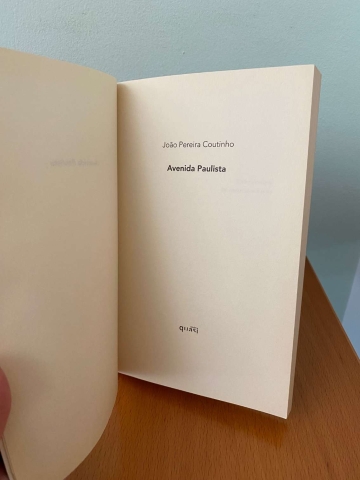 João Pereira Coutinho
Avenida Paulista
quasi